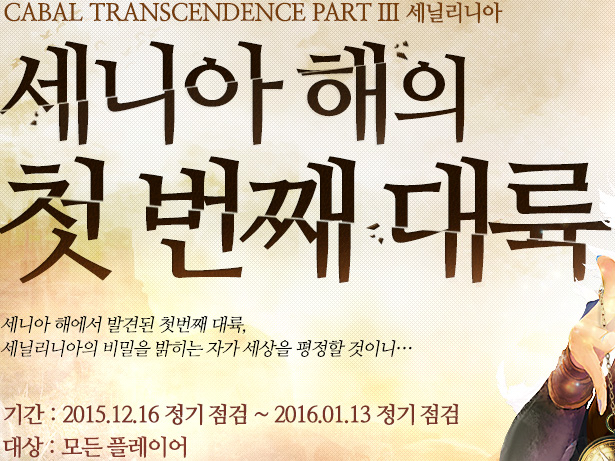 CABAL TRANSCENDENCE PART III 세닐리니아
세니아 해의
첫 번째 대륙
세니아 해에서 발견된 첫번째 대륙,
세닐리니아의 비밀을 밝히는 자가 세상을 평정할 것이니…
기간 : 2015.12.16 정기 점검 ~ 2016.01.13 정기 점검
대상 : 모든 플레이어